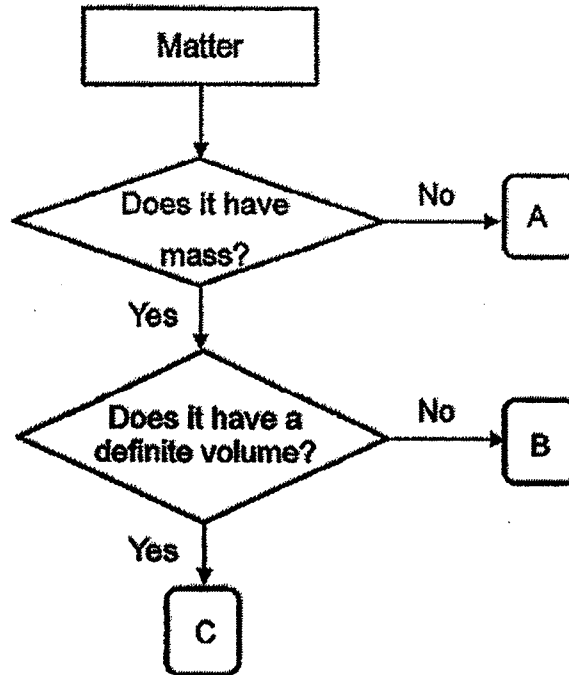 Matter
Does it have
mass?
No
A
Yes
Does it have a
definite volume?
No
B
Yes
C